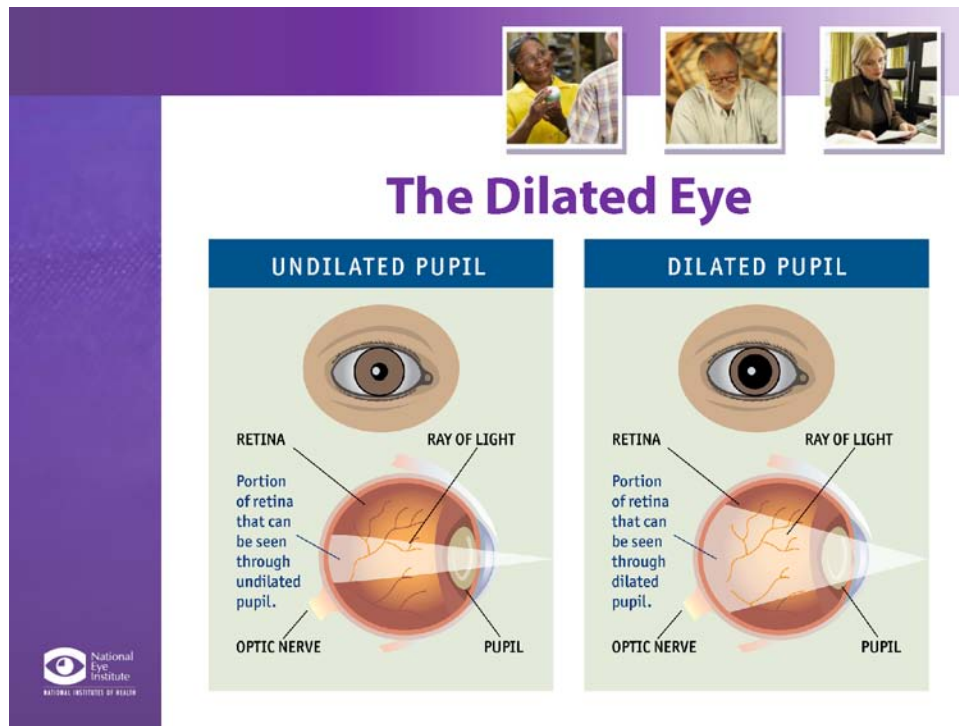 The Dilated Eye
UNDILATED PUPIL
RETINA
RAY OF LIGHT
Portion
of retina
that can
be seen
through
undilated
pupil.
OPTIC NERVE
PUPIL
DILATED PUPIL
RETINA
RAY OF LIGHT
Portion
of retina
that can
be seen
through
dilated
pupil.
OPTIC NERVE
PUPIL
National
Eye
Institute
NATIONAL INSTITUTES OF HEALTH